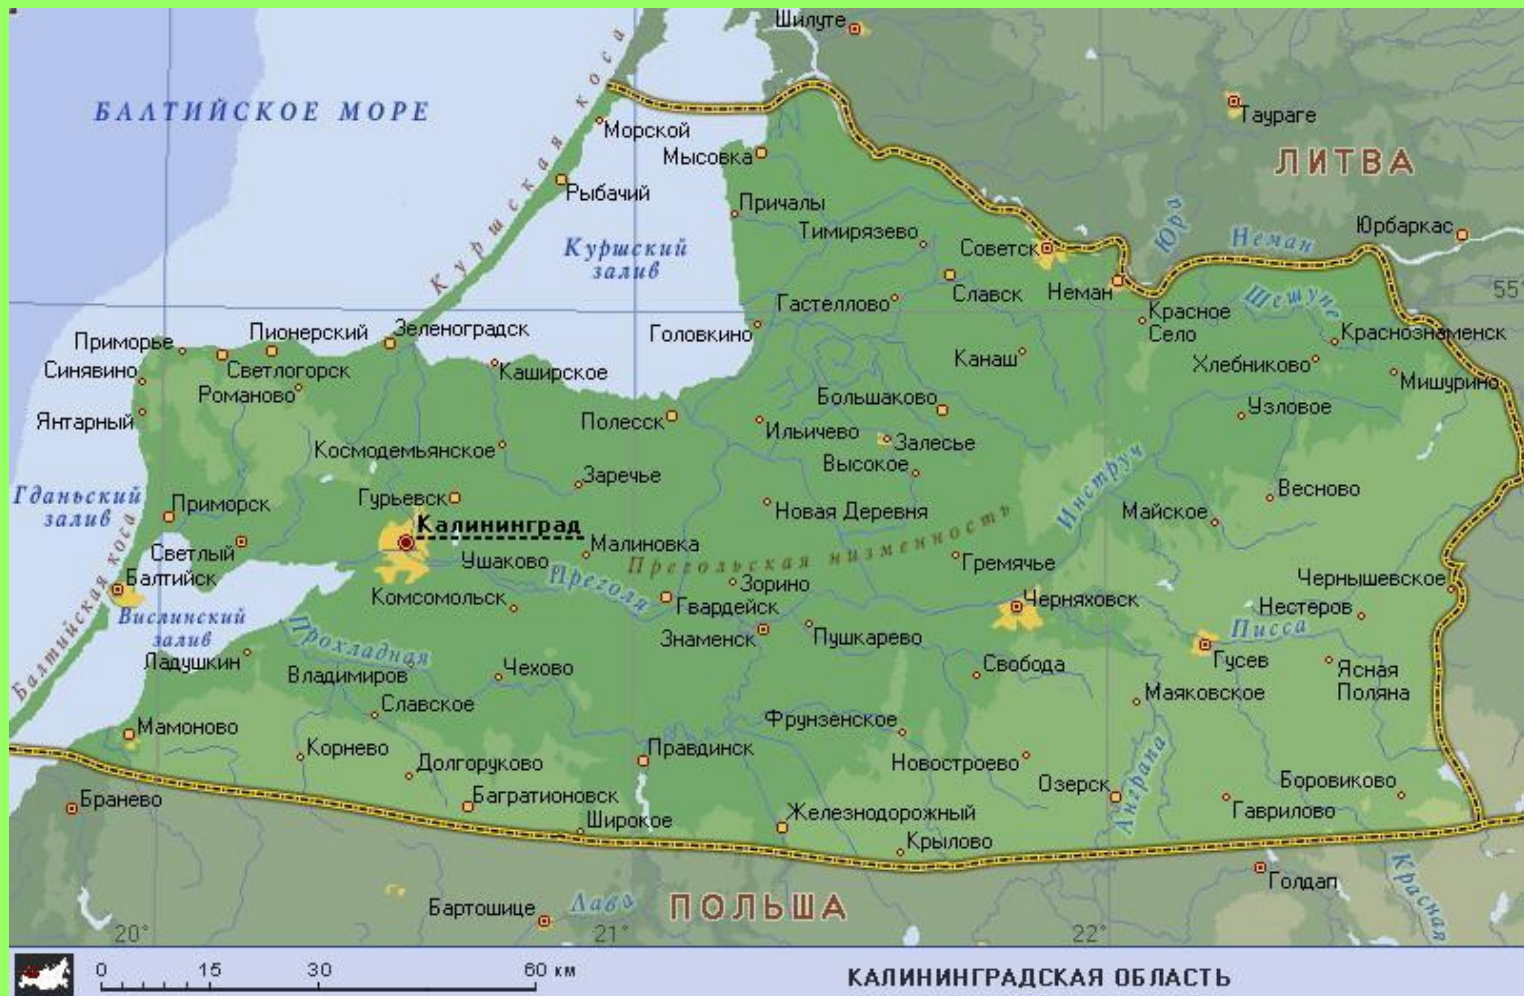 Шилуте
Куршская коса
БАЛТИЙСКОЕ МОРЕ
Таураге
Морской
Мысовка
ЛИТВА
Рыбачий
Причалы
Юра
Тимирязево
Советск
Неман
Юрбаркас
Куршский
залив
Славск
Неман
Шешупе
55°
Гастеллово
Красное
Село
Пионерский
Зеленоградск
Головкино
Краснознаменск
Приморье
Синявино
Светлогорск
Каширское
Канаш
Хлебниково
Мишурино
Романово
Большаково
Узловое
Янтарный
Полесск
Ильичево
Залесье
Космодемьянское
Высокое
Заречье
Инструч
Гданьский
залив
Приморск
Гурьевск
Весново
Калининград
Новая Деревня
Майское
Светлый
Ушаково
Малиновка
Прегольская низменность
Гремячье
Балтийская коса
Балтийск
Преголя
Зорино
Чернышевское
Комсомольск
Гвардейск
Черняховск
Нестеров
Вислинский
залив
Прохладная
Знаменск
Пушкарево
Писса
Гусев
Ладушкин
Владимиров
Чехово
Свобода
Ясная
Поляна
Славское
Маяковское
Мамоново
Фрунзенское
Корнево
Долгоруково
Правдинск
Новостроево
Озерск
Анграпа
Боровиково
Бранево
Багратионовск
Широкое
Железнодорожный
Гаврилово
Крылово
Красная
Голдап
Бартошице
Лава
ПОЛЬША
20°
21°
22°
0 15 30 60 км
КАЛИНИНГРАДСКАЯ ОБЛАСТЬ